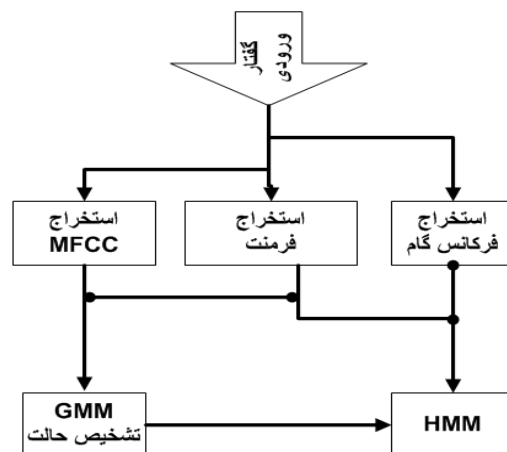 ورودی
گفتار
استخراج
MFCC
استخراج
فرمنت
استخراج
فرکانس گام
GMM
تشخیص حالت
HMM